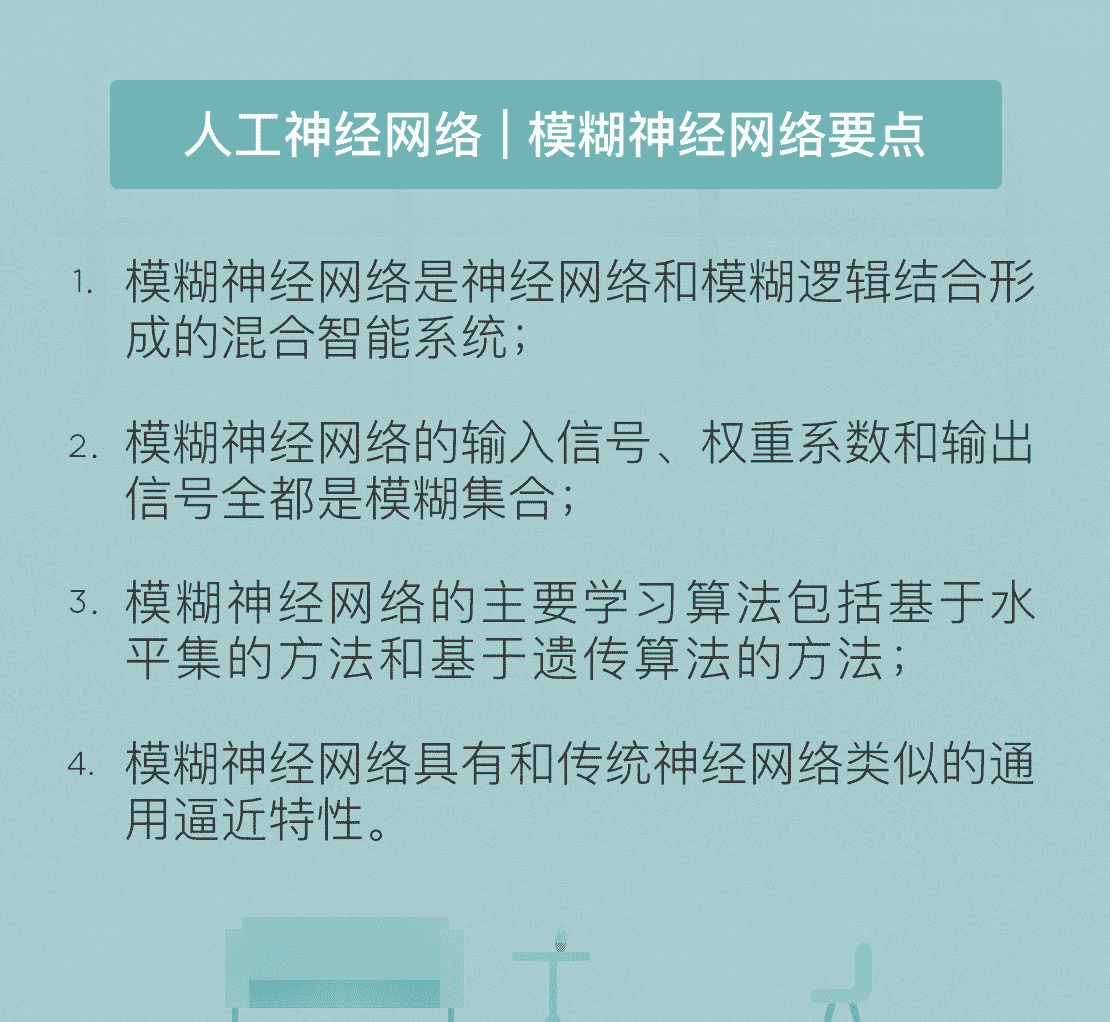 人工神经网络 | 模糊神经网络要点
1. 模糊神经网络是神经网络和模糊逻辑结合形
成的混合智能系统；
2. 模糊神经网络的输入信号、权重系数和输出
信号全都是模糊集合；
3. 模糊神经网络的主要学习算法包括基于水
平集的方法和基于遗传算法的方法；
4. 模糊神经网络具有和传统神经网络类似的通
用逼近特性。